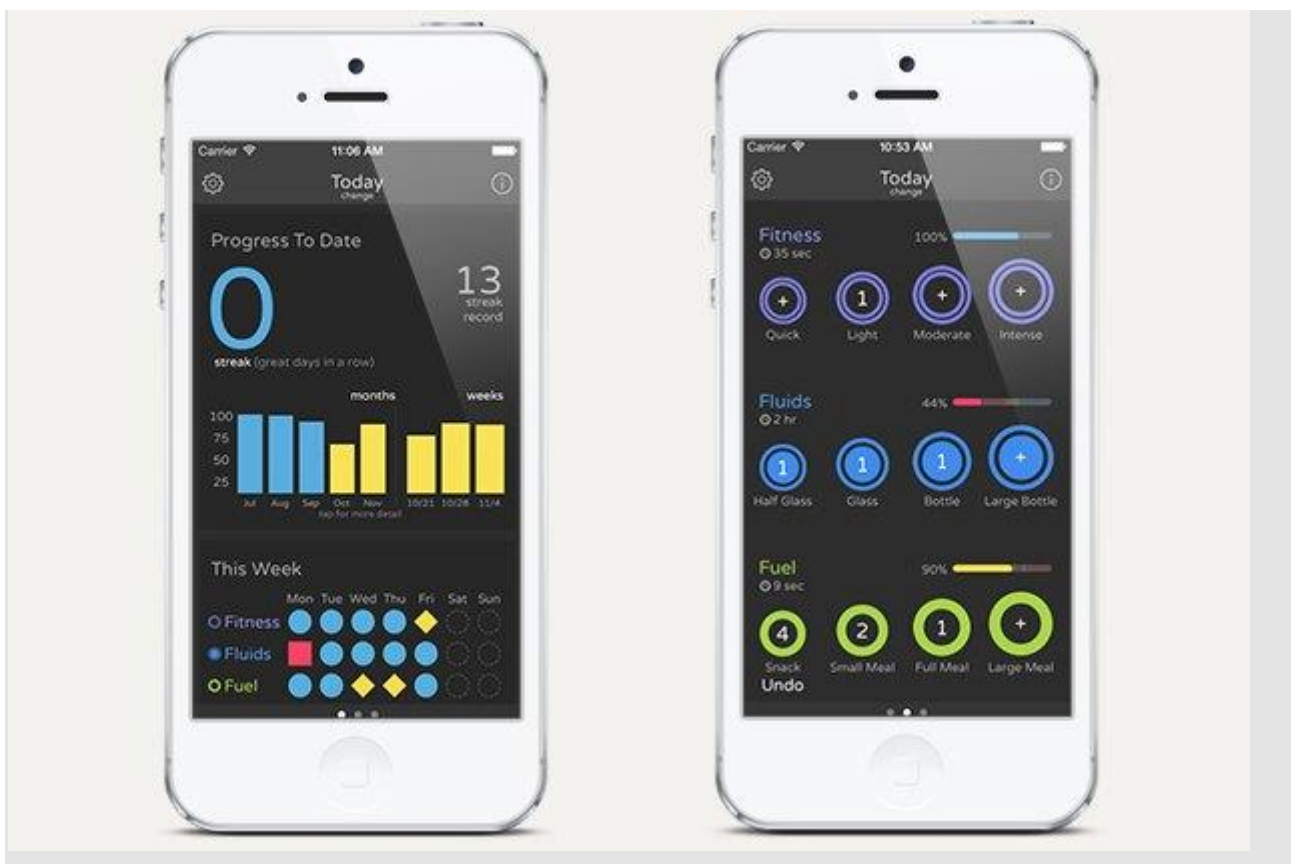 Carrier 11:06 AM
Today
change
Progress To Date
0
13
streak
record
streak (great days in a row)
months weeks
100
75
50
25
Jul Aug Sep Oct Nov 10/21 10/28 11/4
tap for more detail
This Week
Mon Tue Wed Thu Fri Sat Sun
Fitness
Fluids
Fuel
Carrier 10:53 AM
Today
change
Fitness 100%
35 sec
+ 1 + +
Quick Light Moderate Intense
Fluids 44%
2 hr
1 1 1 +
Half Glass Glass Bottle Large Bottle
Fuel 90%
9 sec
4 2 1 +
Snack Small Meal Full Meal Large Meal
Undo